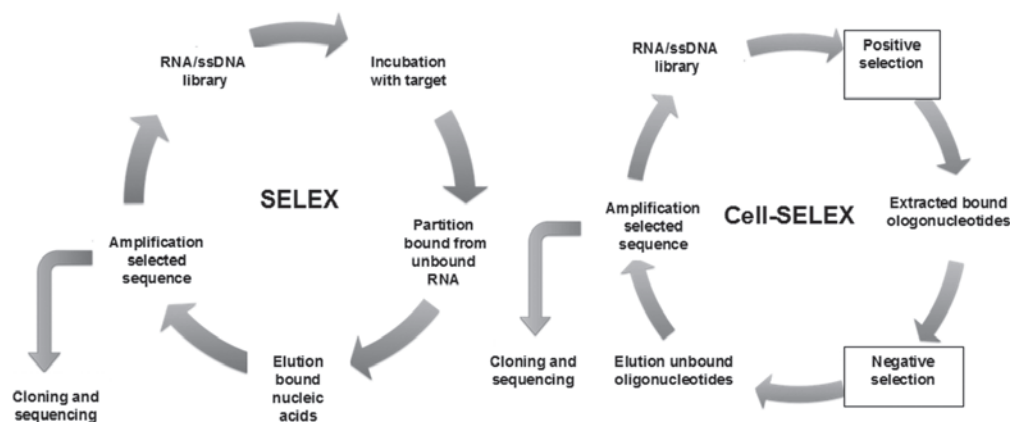 RNA/ssDNA
library
Incubation
with target
SELEX
Partition
bound from
unbound
RNA
Elution
bound
nucleic
acids
Amplification
selected
sequence
Cloning and
sequencing
RNA/ssDNA
library
Positive
selection
Cell-SELEX
Extracted bound
ologonucleotides
Negative
selection
Elution unbound
oligonucleotides
Amplification
selected
sequence
Cloning and
sequencing